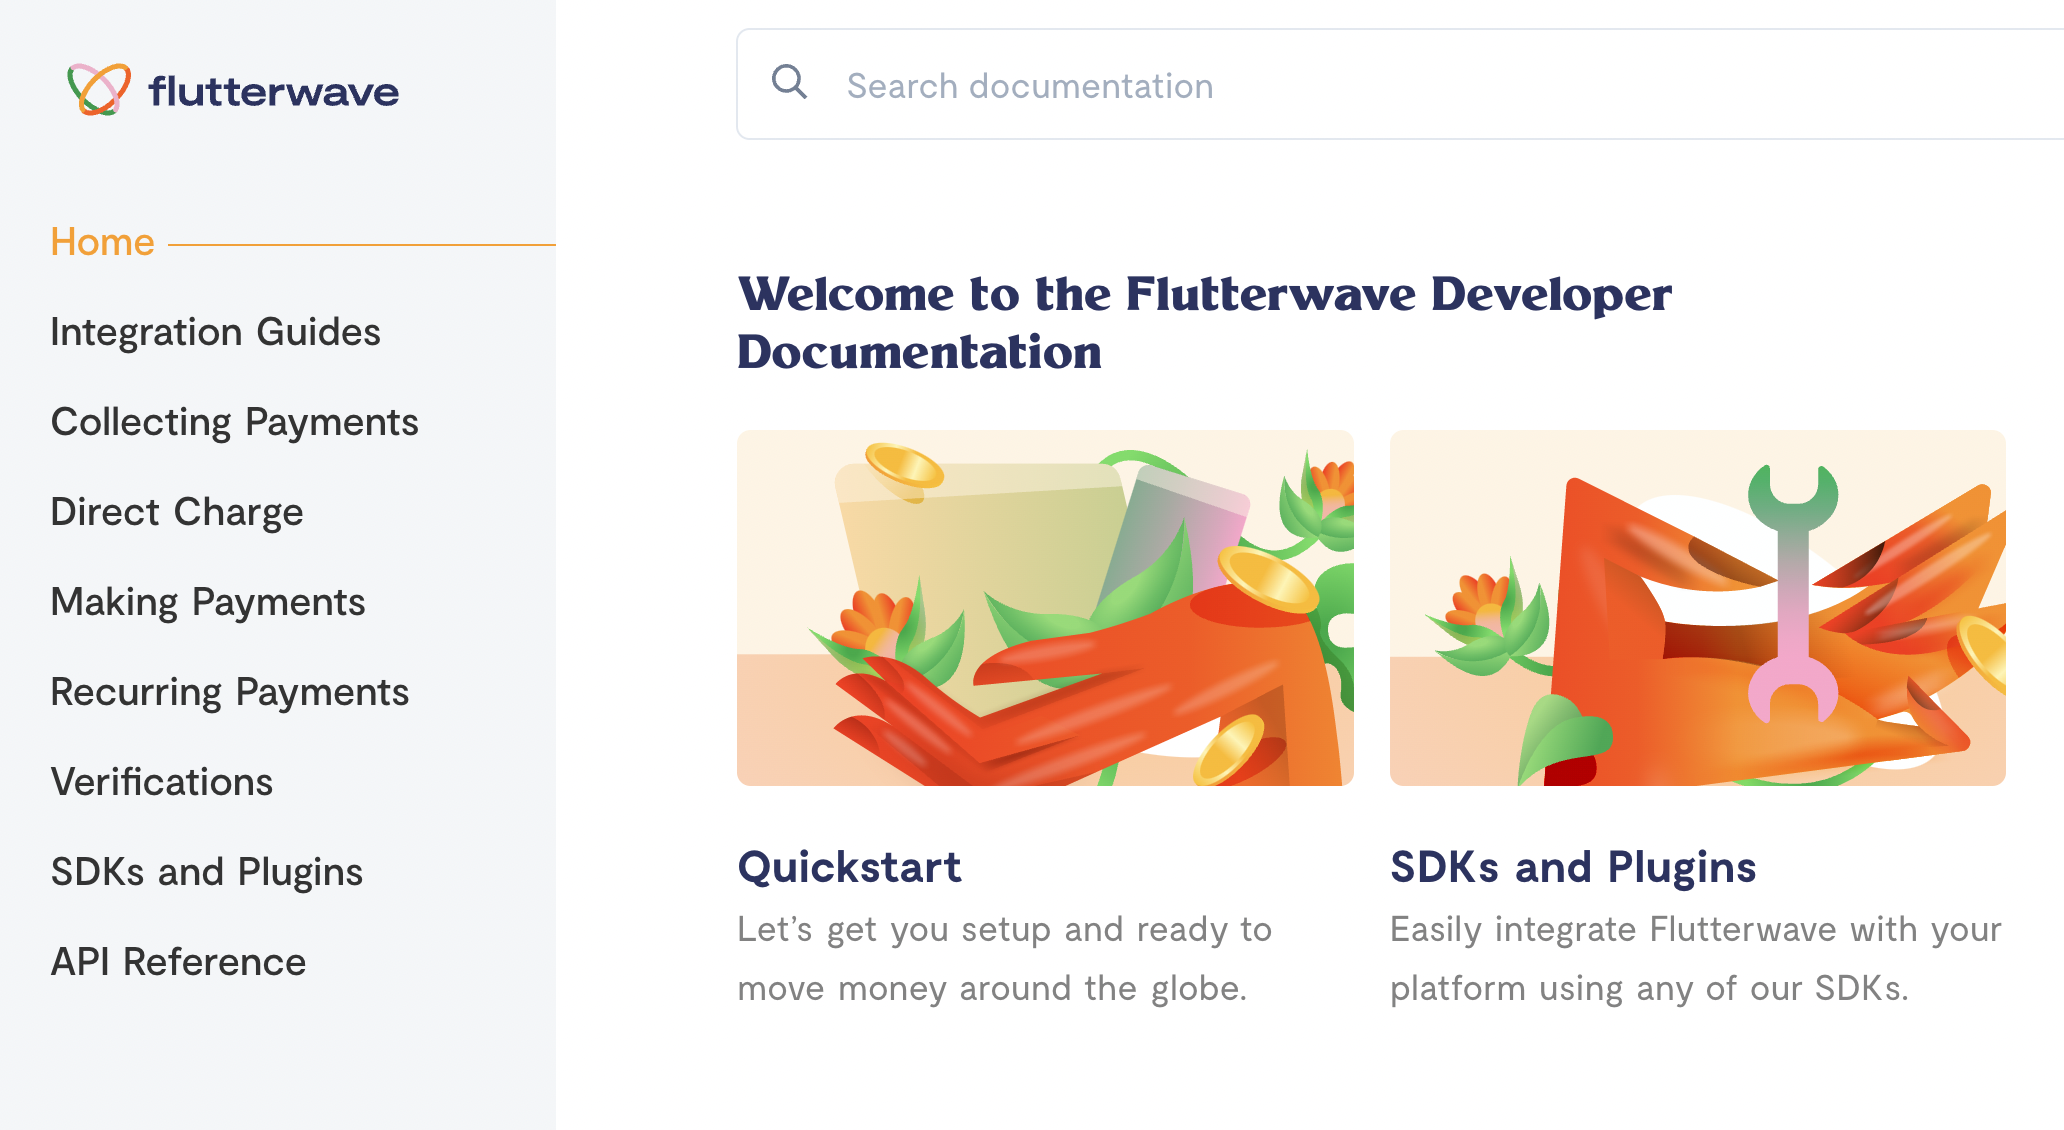 flutterwave
Search documentation
Home
Integration Guides
Collecting Payments
Direct Charge
Making Payments
Recurring Payments
Verifications
SDKs and Plugins
API Reference
Welcome to the Flutterwave Developer
Documentation
Quickstart
Let’s get you setup and ready to
move money around the globe.
SDKs and Plugins
Easily integrate Flutterwave with your
platform using any of our SDKs.